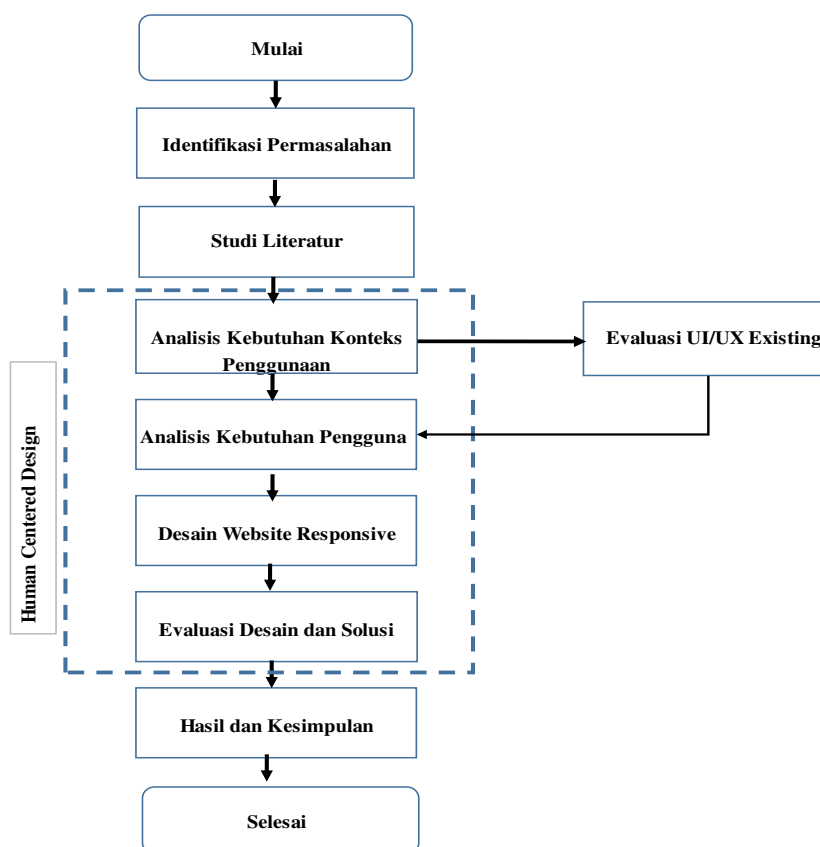 Mulai
Identifikasi Permasalahan
Studi Literatur
Analisis Kebutuhan Konteks
Penggunaan
Evaluasi UI/UX Existing
Human Centered Design
Analisis Kebutuhan Pengguna
Desain Website Responsive
Evaluasi Desain dan Solusi
Hasil dan Kesimpulan
Selesai